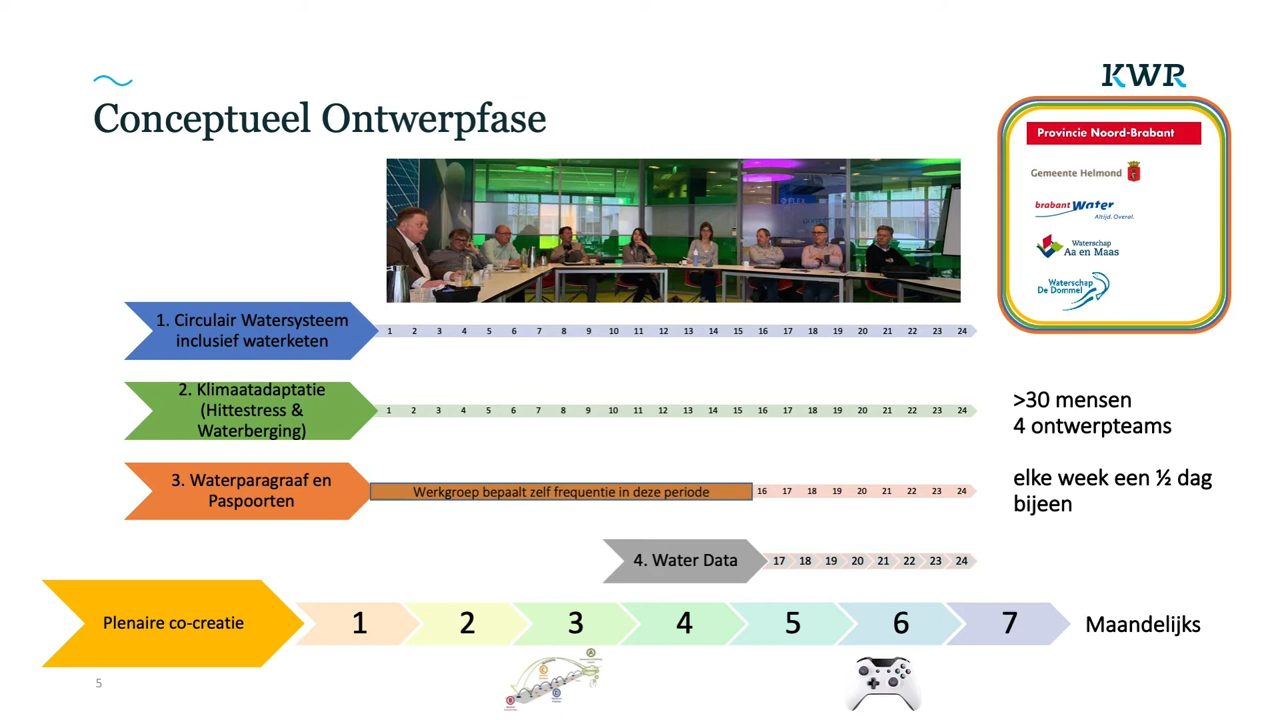 KWR
Conceptueel Ontwerpfase
Provincie Noord-Brabant
Gemeente Helmond
brabant Water
Altijd. Overal.
Waterschap
Aa en Maas
Waterschap
De Dommel
1. Circulair Watersysteem
inclusief waterketen
1 2 3 4 5 6 7 8 9 10 11 12 13 14 15 16 17 18 19 20 21 22 23 24
2. Klimaatadaptatie
(Hittestress &
Waterberging)
1 2 3 4 5 6 7 8 9 10 11 12 13 14 15 16 17 18 19 20 21 22 23 24
>30 mensen
4 ontwerpteams
3. Waterparagraaf en
Paspoorten
Werkgroep bepaalt zelf frequentie in deze periode
16 17 18 19 20 21 22 23 24
elke week een ½ dag
bijeen
4. Water Data
17 18 19 20 21 22 23 24
Plenaire co-creatie
1 2 3 4 5 6 7
Maandelijks
5